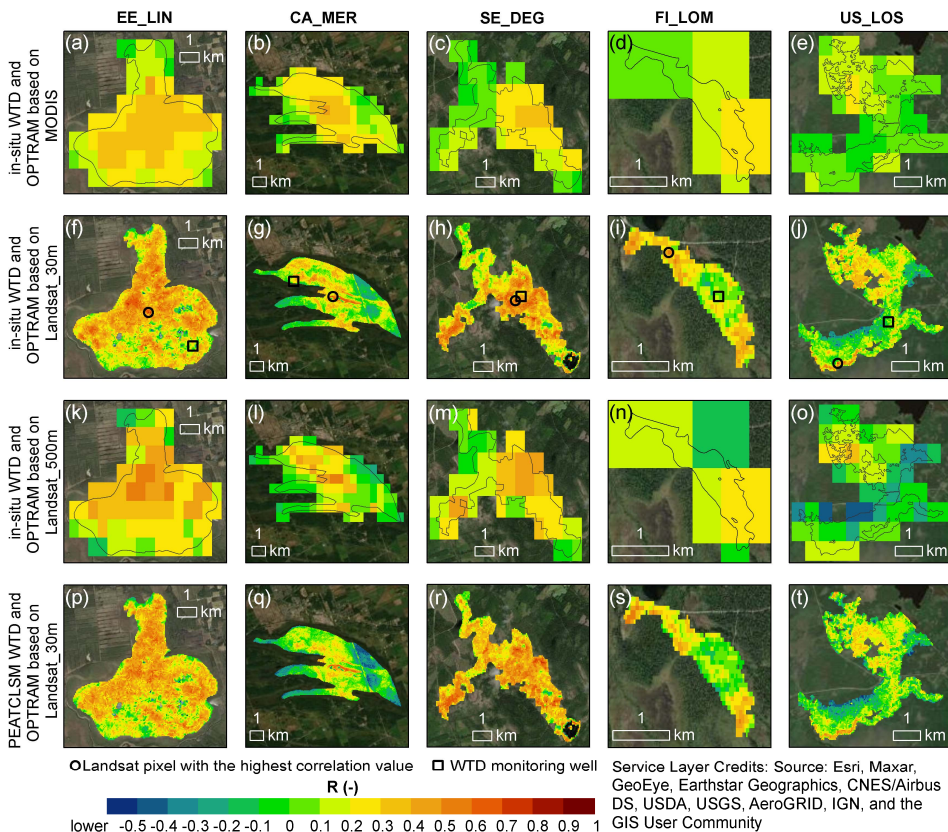 EE_LIN CA_MER SE_DEG FI_LOM US_LOS
in-situ WTD and
OPTRAM based on
MODIS
(a) 1 km
(b) 1 km
(c) 1 km
(d) 1 km
(e) 1 km
in-situ WTD and
OPTRAM based on
Landsat_30m
(f) 1 km
(g) 1 km
(h) 1 km
(i) 1 km
(j) 1 km
in-situ WTD and
OPTRAM based on
Landsat_500m
(k) 1 km
(l) 1 km
(m) 1 km
(n) 1 km
(o) 1 km
PEATCLSM WTD and
OPTRAM based on
Landsat_30m
(p) 1 km
(q) 1 km
(r) 1 km
(s) 1 km
(t) 1 km
Landsat pixel with the highest correlation value
WTD monitoring well
R (-)
lower -0.5 -0.4 -0.3 -0.2 -0.1 0 0.1 0.2 0.3 0.4 0.5 0.6 0.7 0.8 0.9 1
Service Layer Credits: Source: Esri, Maxar,
GeoEye, Earthstar Geographics, CNES/Airbus
DS, USDA, USGS, AeroGRID, IGN, and the
GIS User Community